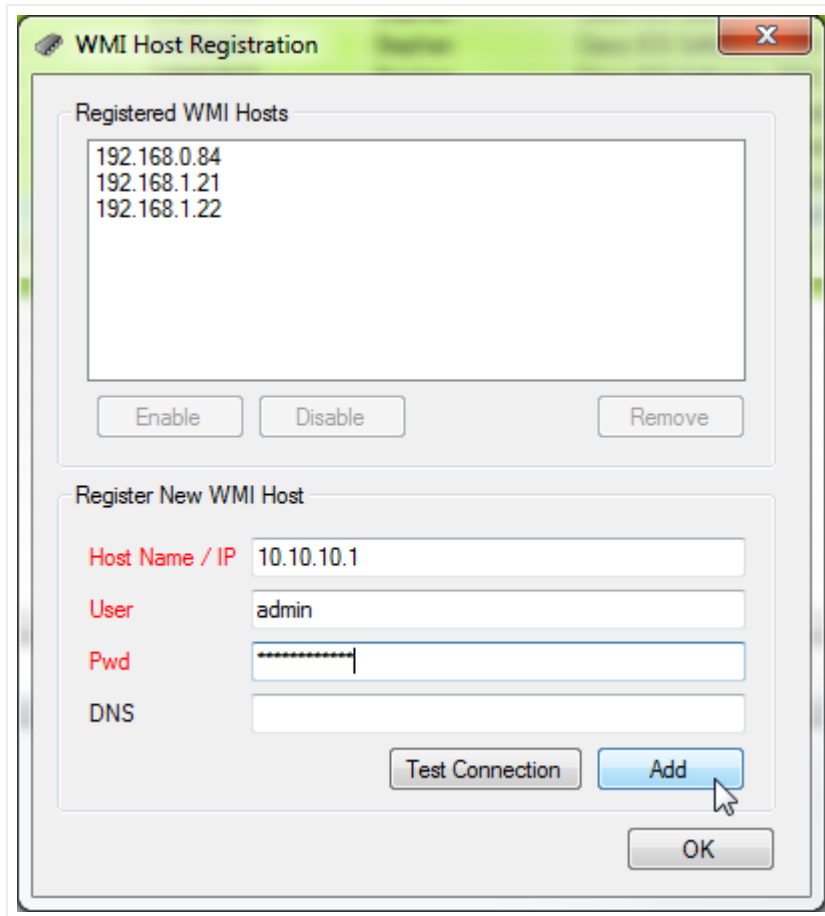 WMI Host Registration
Registered WMI Hosts
192.168.0.84
192.168.1.21
192.168.1.22
Enable Disable Remove
Register New WMI Host
Host Name / IP 10.10.10.1
User admin
Pwd *************
DNS
Test Connection Add
OK